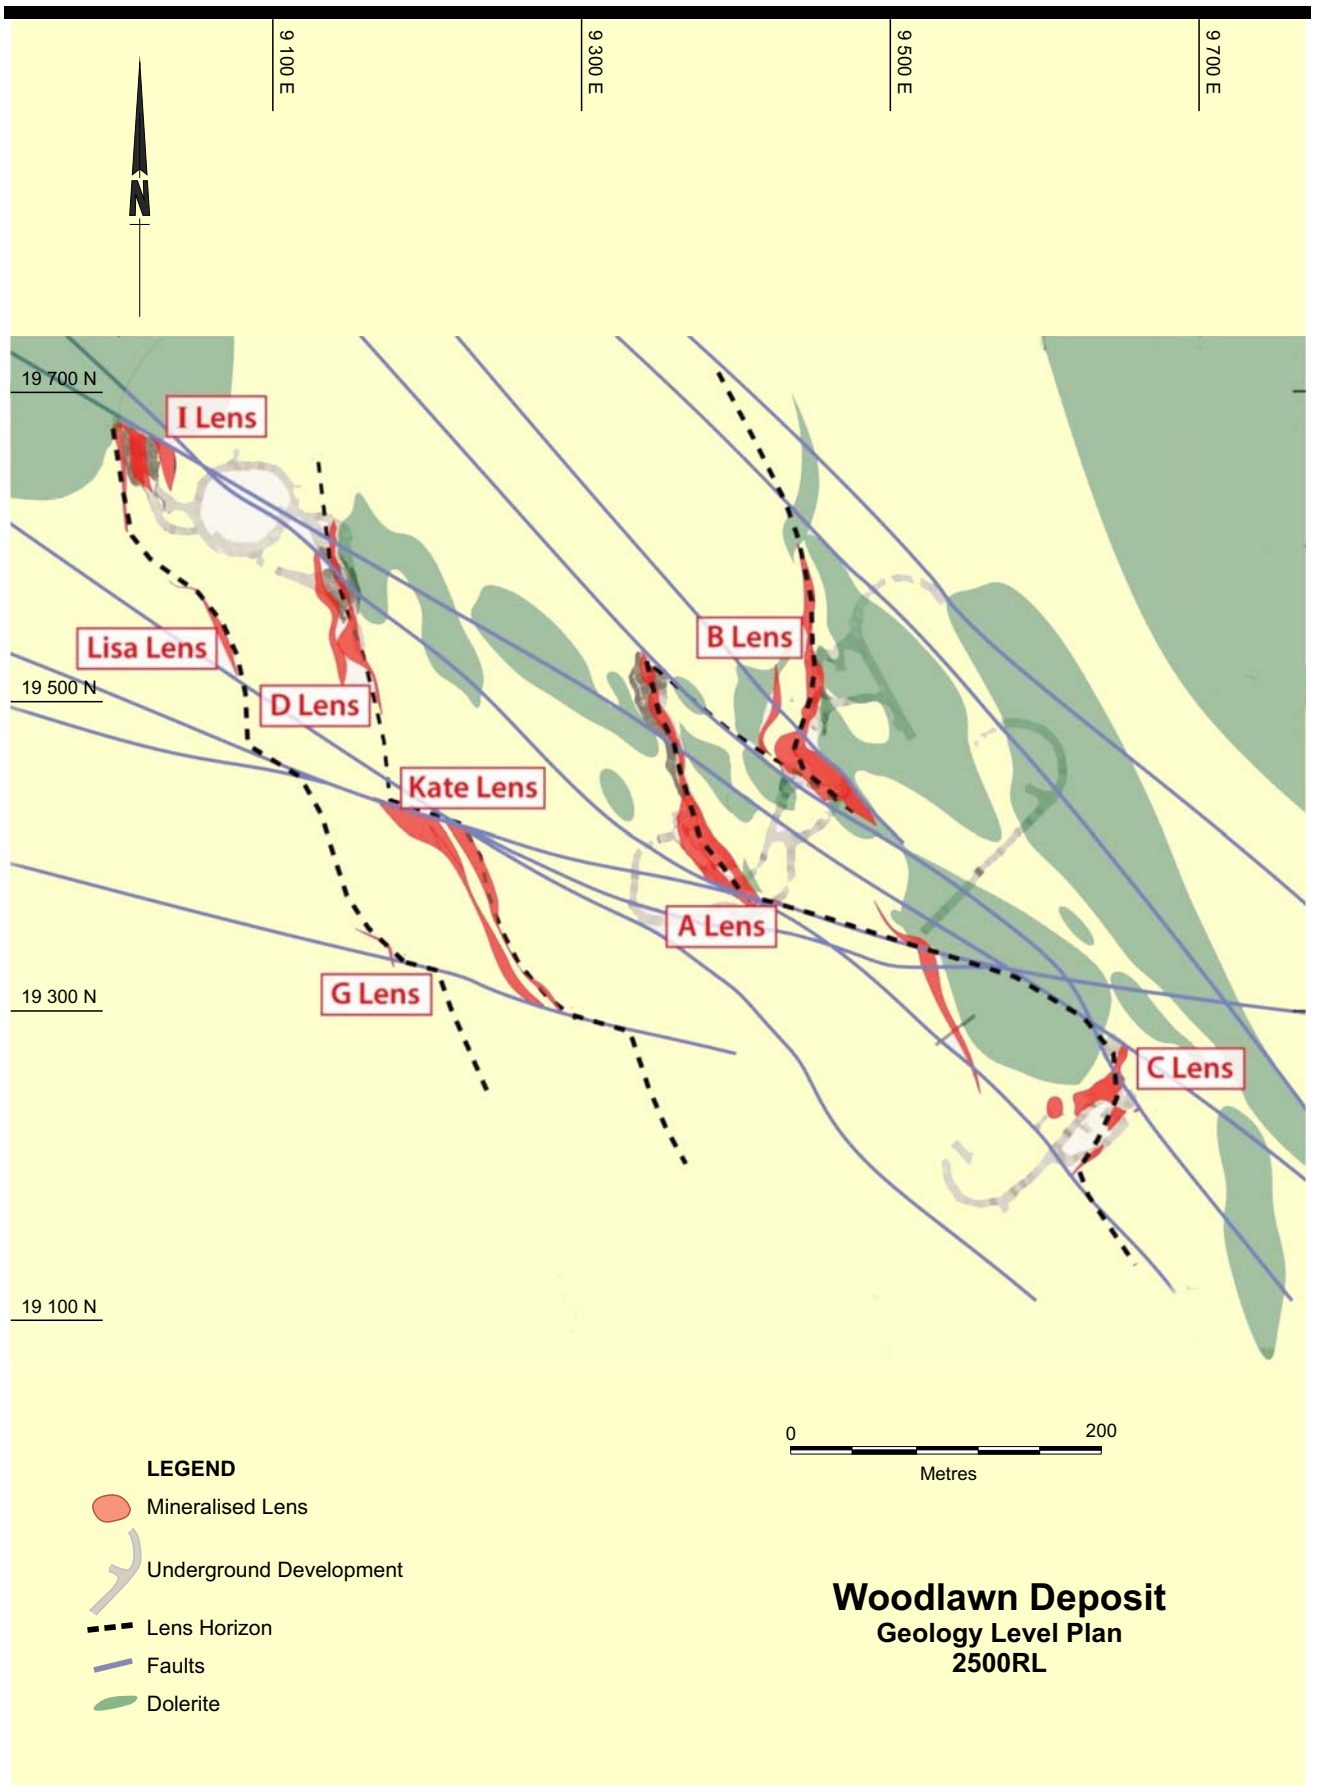 9 100 E
9 300 E
9 500 E
9 700 E
N
19 700 N
I Lens
B Lens
Lisa Lens
19 500 N
D Lens
Kate Lens
A Lens
G Lens
19 300 N
C Lens
19 100 N
0
200
Metres
LEGEND
Mineralised Lens
Underground Development
Lens Horizon
Faults
Dolerite
Woodlawn Deposit
Geology Level Plan
2500RL